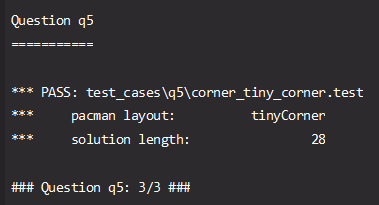 Question q5
===========
*** PASS: test_cases\q5\corner_tiny_corner.test
***     pacman layout:          tinyCorner
***     solution length:                28
### Question q5: 3/3 ###